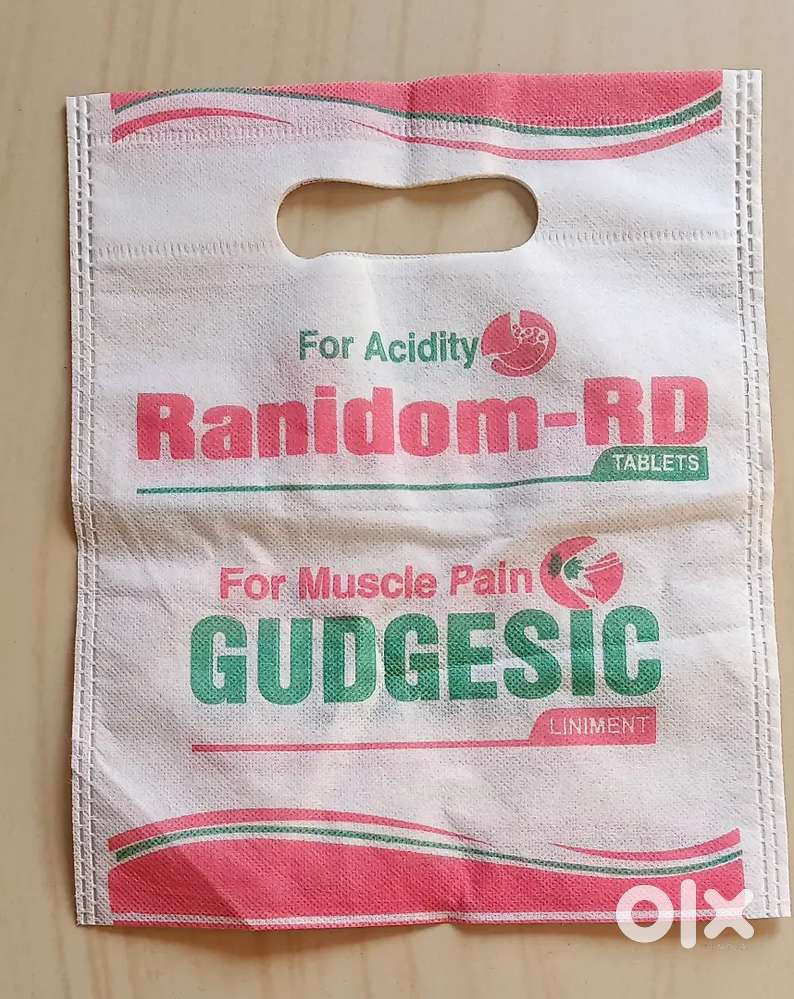 For Acidity
Ranidom-RD
TABLETS
For Muscle Pain
GUDGESIC
LINIMENT
olx